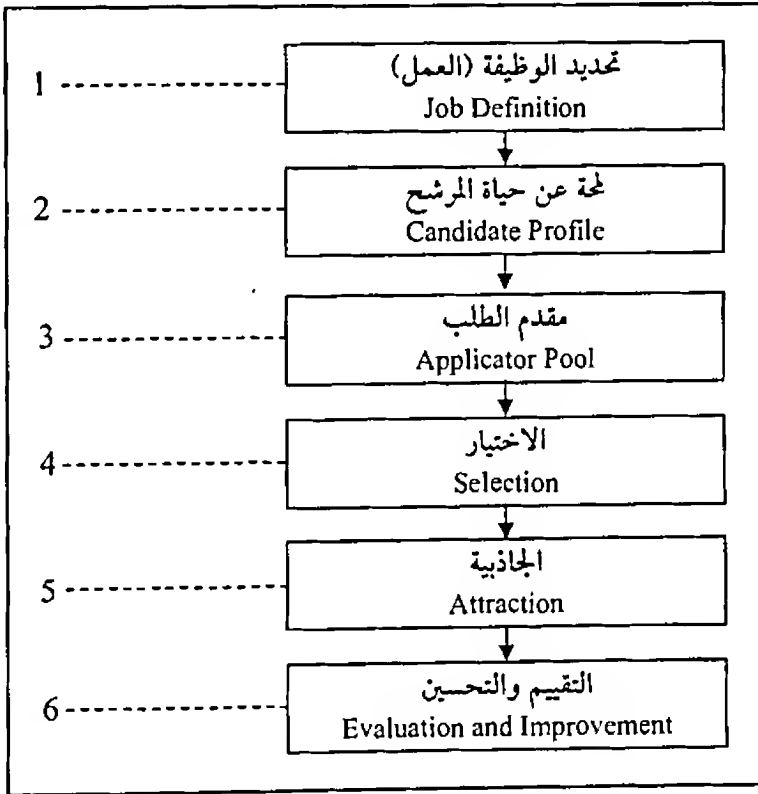 تحديد الوظيفة (العمل)
1 Job Definition
لمحة عن حياة المرشح
2 Candidate Profile
مقدم الطلب
3 Applicator Pool
الاختيار
4 Selection
الجاذبية
5 Attraction
التقييم والتحسين
6 Evaluation and Improvement